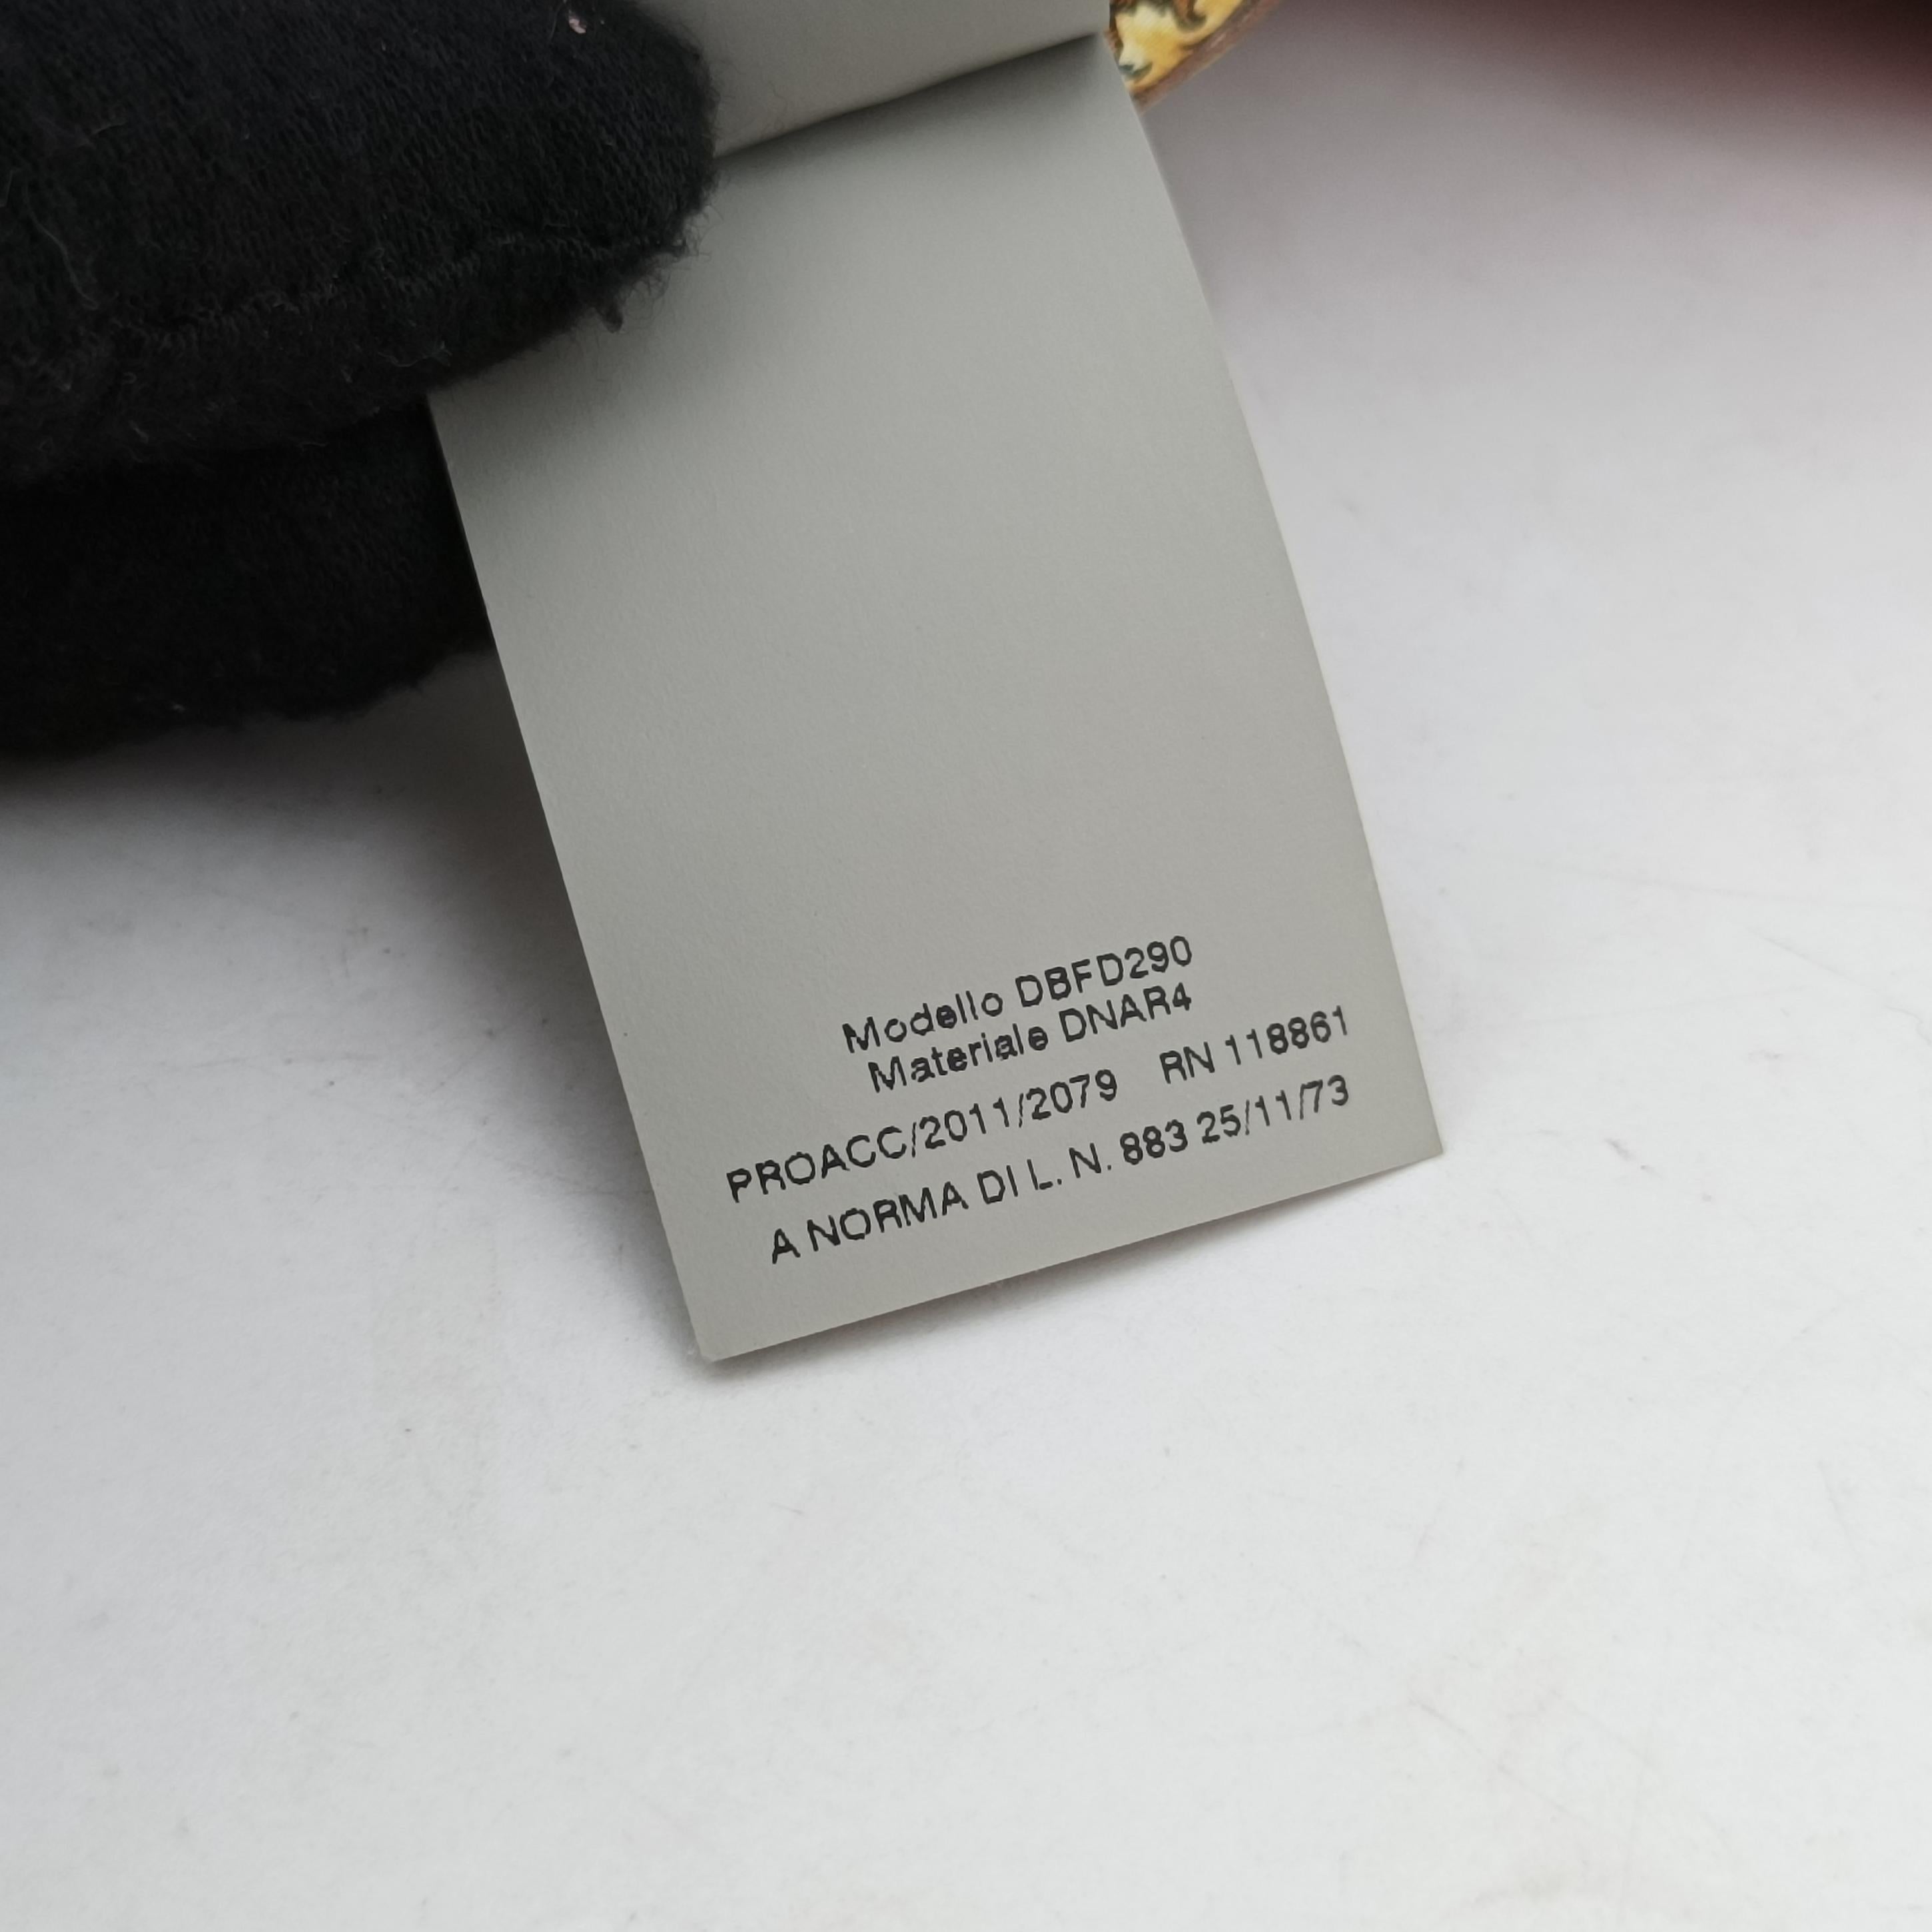 Modello DBFD290
Materiale DNAR4
PROACC/2011/2079 RN 118861
A NORMA DI L. N. 883 25/11/73